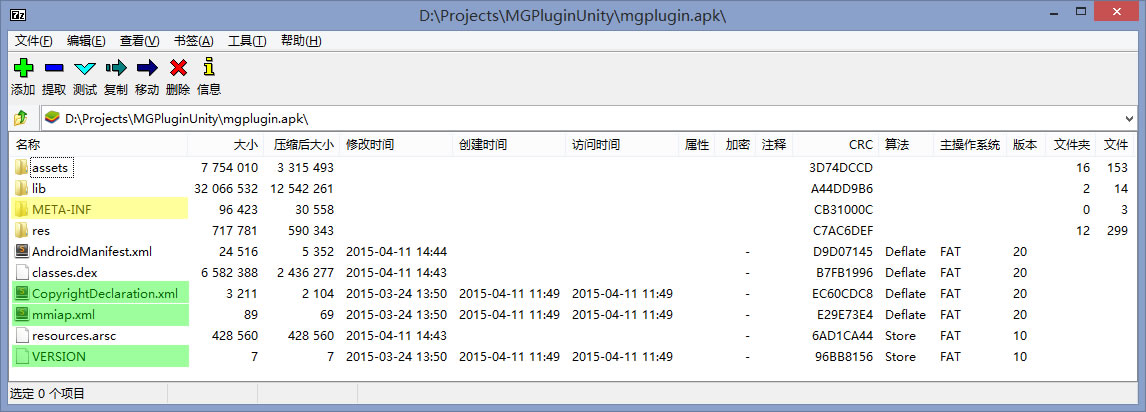 7z D:\Projects\MGPluginUnity\mgplugin.apk\
文件(F) 编辑(E) 查看(V) 书签(A) 工具(T) 帮助(H)
添加 提取 测试 复制 移动 删除 信息
D:\Projects\MGPluginUnity\mgplugin.apk\
名称 大小 压缩后大小 修改时间 创建时间 访问时间 属性 加密 注释 CRC 算法 主操作系统 版本 文件夹 文件
assets 7 754 010 3 315 493 3D74DCCD 16 153
lib 32 066 532 12 542 261 A44DD9B6 2 14
META-INF 96 423 30 558 CB31000C 0 3
res 717 781 590 343 C7AC6DEF 12 299
AndroidManifest.xml 24 516 5 352 2015-04-11 14:44 - D9D07145 Deflate FAT 20
classes.dex 6 582 388 2 436 277 2015-04-11 14:43 - B7FB1996 Deflate FAT 20
CopyrightDeclaration.xml 3 211 2 104 2015-03-24 13:50 2015-04-11 11:49 2015-04-11 11:49 - EC60CDC8 Deflate FAT 20
mmiap.xml 89 69 2015-03-24 13:50 2015-04-11 11:49 2015-04-11 11:49 - E29E73E4 Deflate FAT 20
resources.arsc 428 560 428 560 2015-04-11 14:43 - 6AD1CA44 Store FAT 10
VERSION 7 7 2015-03-24 13:50 2015-04-11 11:49 2015-04-11 11:49 - 96BB8156 Store FAT 10
选定 0 个项目